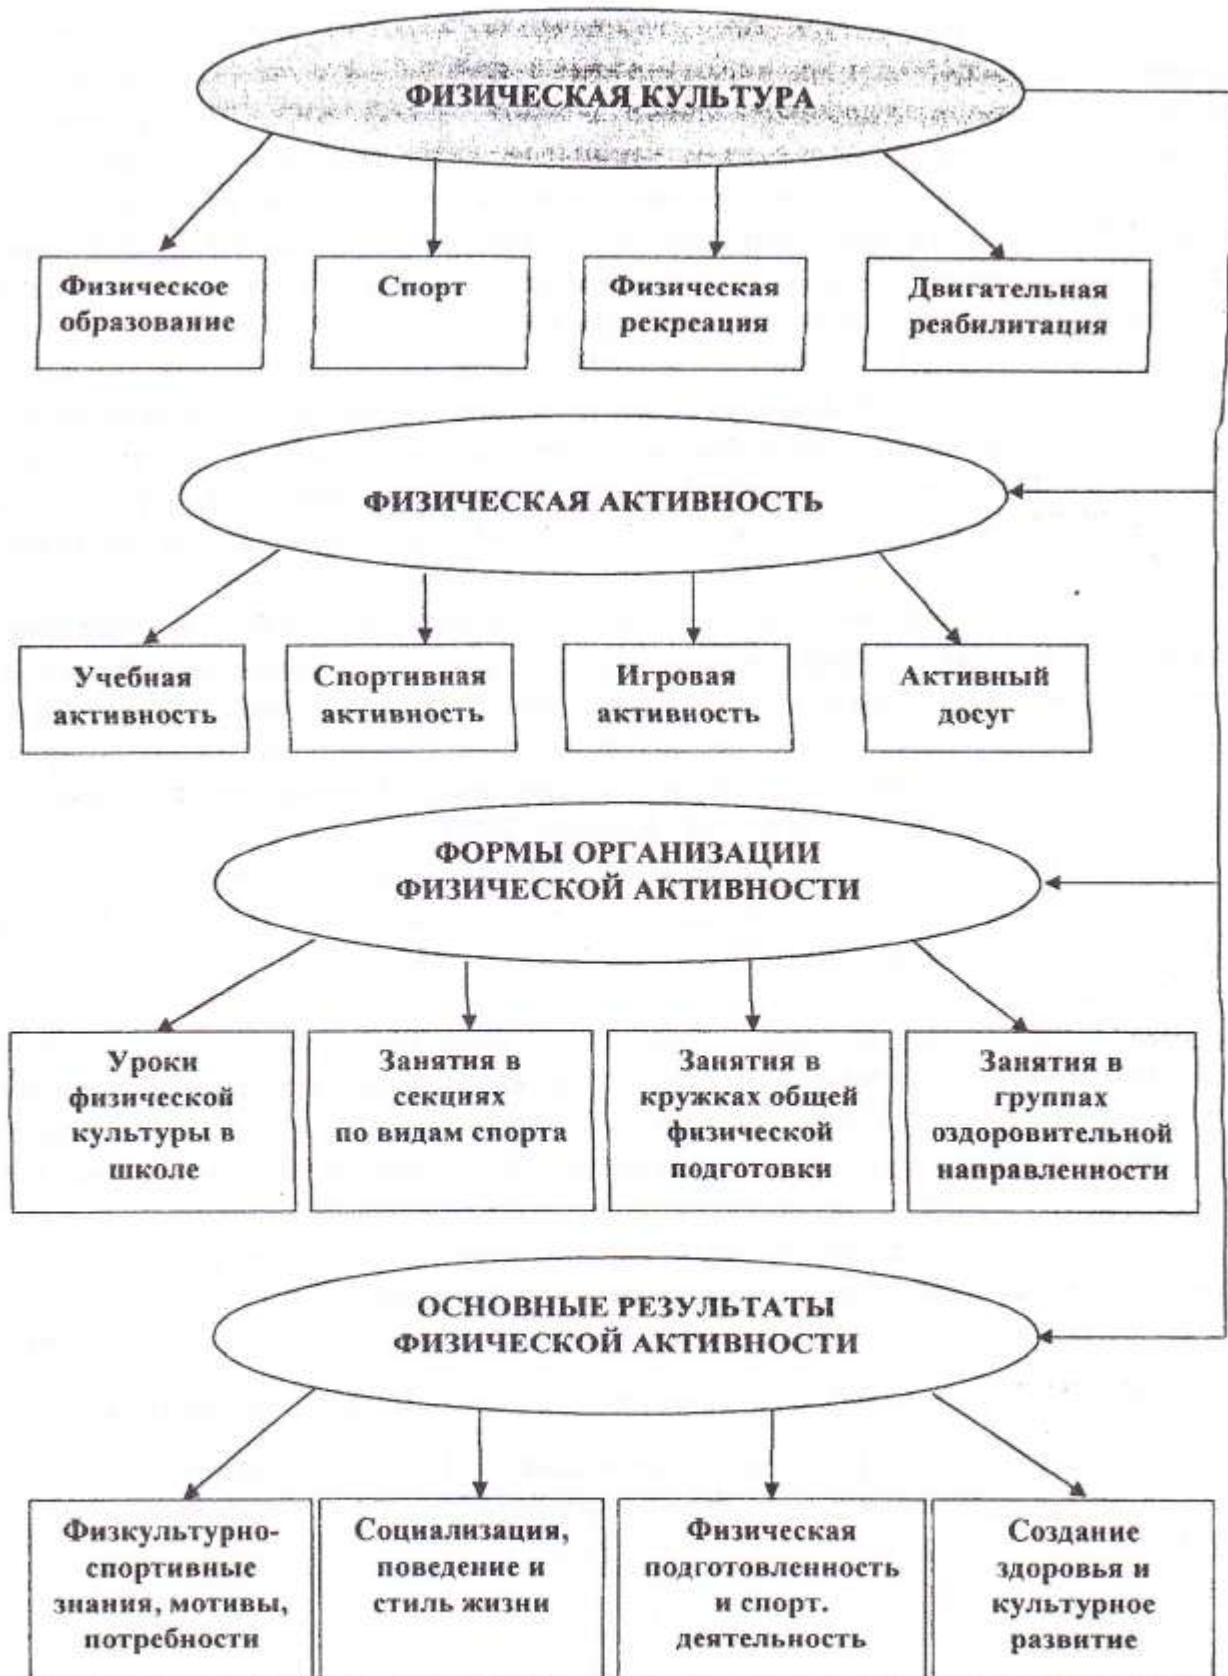 ФИЗИЧЕСКАЯ КУЛЬТУРА
Физическое
образование
Спорт
Физическая
рекреация
Двигательная
реабилитация
ФИЗИЧЕСКАЯ АКТИВНОСТЬ
Учебная
активность
Спортивная
активность
Игровая
активность
Активный
досуг
ФОРМЫ ОРГАНИЗАЦИИ
ФИЗИЧЕСКОЙ АКТИВНОСТИ
Уроки
физической
культуры в
школе
Занятия в
секциях
по видам спорта
Занятия в
кружках общей
физической
подготовки
Занятия в
группах
оздоровительной
направленности
ОСНОВНЫЕ РЕЗУЛЬТАТЫ
ФИЗИЧЕСКОЙ АКТИВНОСТИ
Физкультурно-
спортивные
знания, мотивы,
потребности
Социализация,
поведение и
стиль жизни
Физическая
подготовленность
и спорт.
деятельность
Создание
здоровья и
культурное
развитие